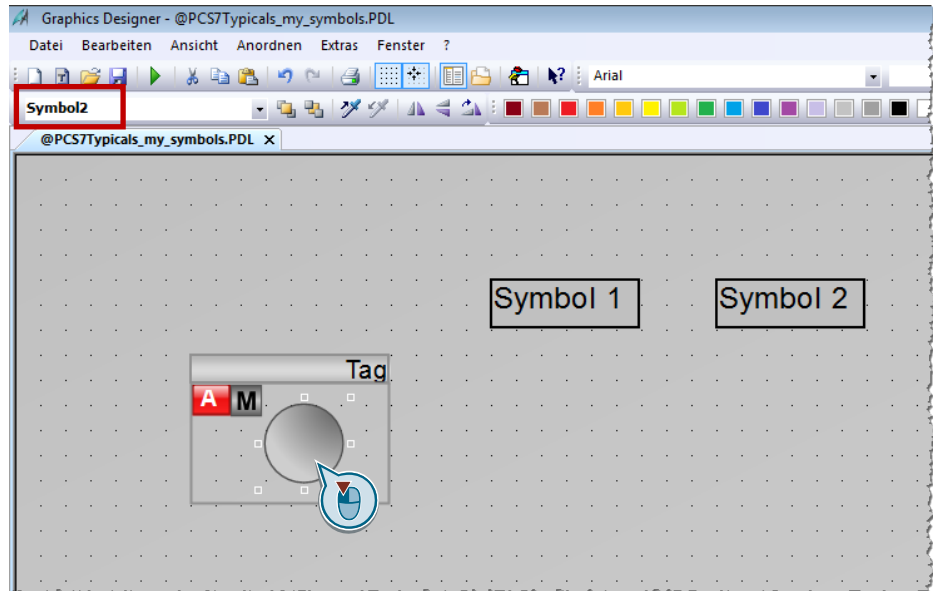 Graphics Designer - @PCS7Typicals_my_symbols.PDL
Datei Bearbeiten Ansicht Anordnen Extras Fenster ?
Arial
Symbol2
@PCS7Typicals_my_symbols.PDL X
Symbol 1 Symbol 2
Tag
A M